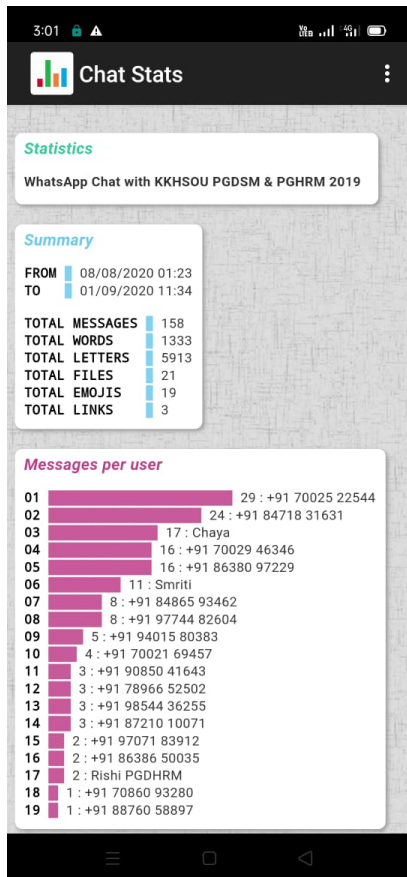 3:01
Chat Stats
Statistics
WhatsApp Chat with KKHSOU PGDSM & PGHRM 2019
Summary
FROM 08/08/2020 01:23
TO 01/09/2020 11:34
TOTAL MESSAGES 158
TOTAL WORDS 1333
TOTAL LETTERS 5913
TOTAL FILES 21
TOTAL EMOJIS 19
TOTAL LINKS 3
Messages per user
01 29 : +91 70025 22544
02 24 : +91 84718 31631
03 17 : Chaya
04 16 : +91 70029 46346
05 16 : +91 86380 97229
06 11 : Smriti
07 8 : +91 84865 93462
08 8 : +91 97744 82604
09 5 : +91 94015 80383
10 4 : +91 70021 69457
11 3 : +91 90850 41643
12 3 : +91 78966 52502
13 3 : +91 98544 36255
14 3 : +91 87210 10071
15 2 : +91 97071 83912
16 2 : +91 86386 50035
17 2 : Rishi PGDHRM
18 1 : +91 70860 93280
19 1 : +91 88760 58897